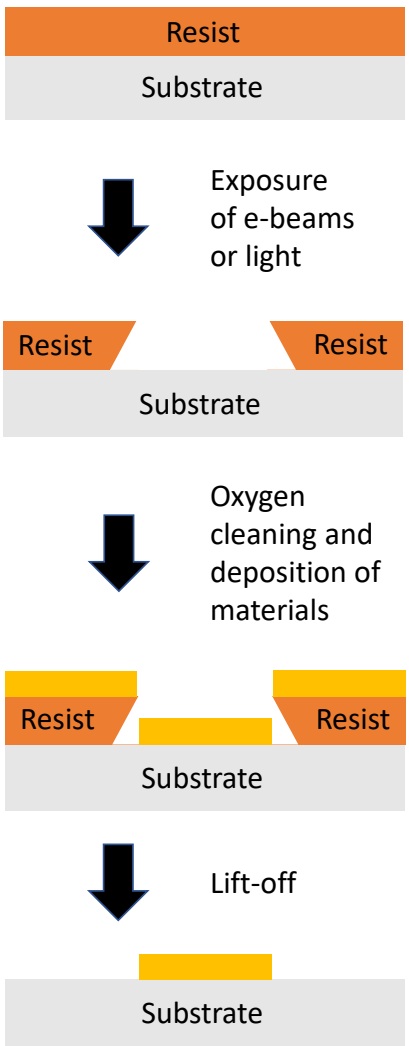 Resist
Substrate
Exposure
of e-beams
or light
Resist Resist
Substrate
Oxygen
cleaning and
deposition of
materials
Resist Resist
Substrate
Lift-off
Substrate